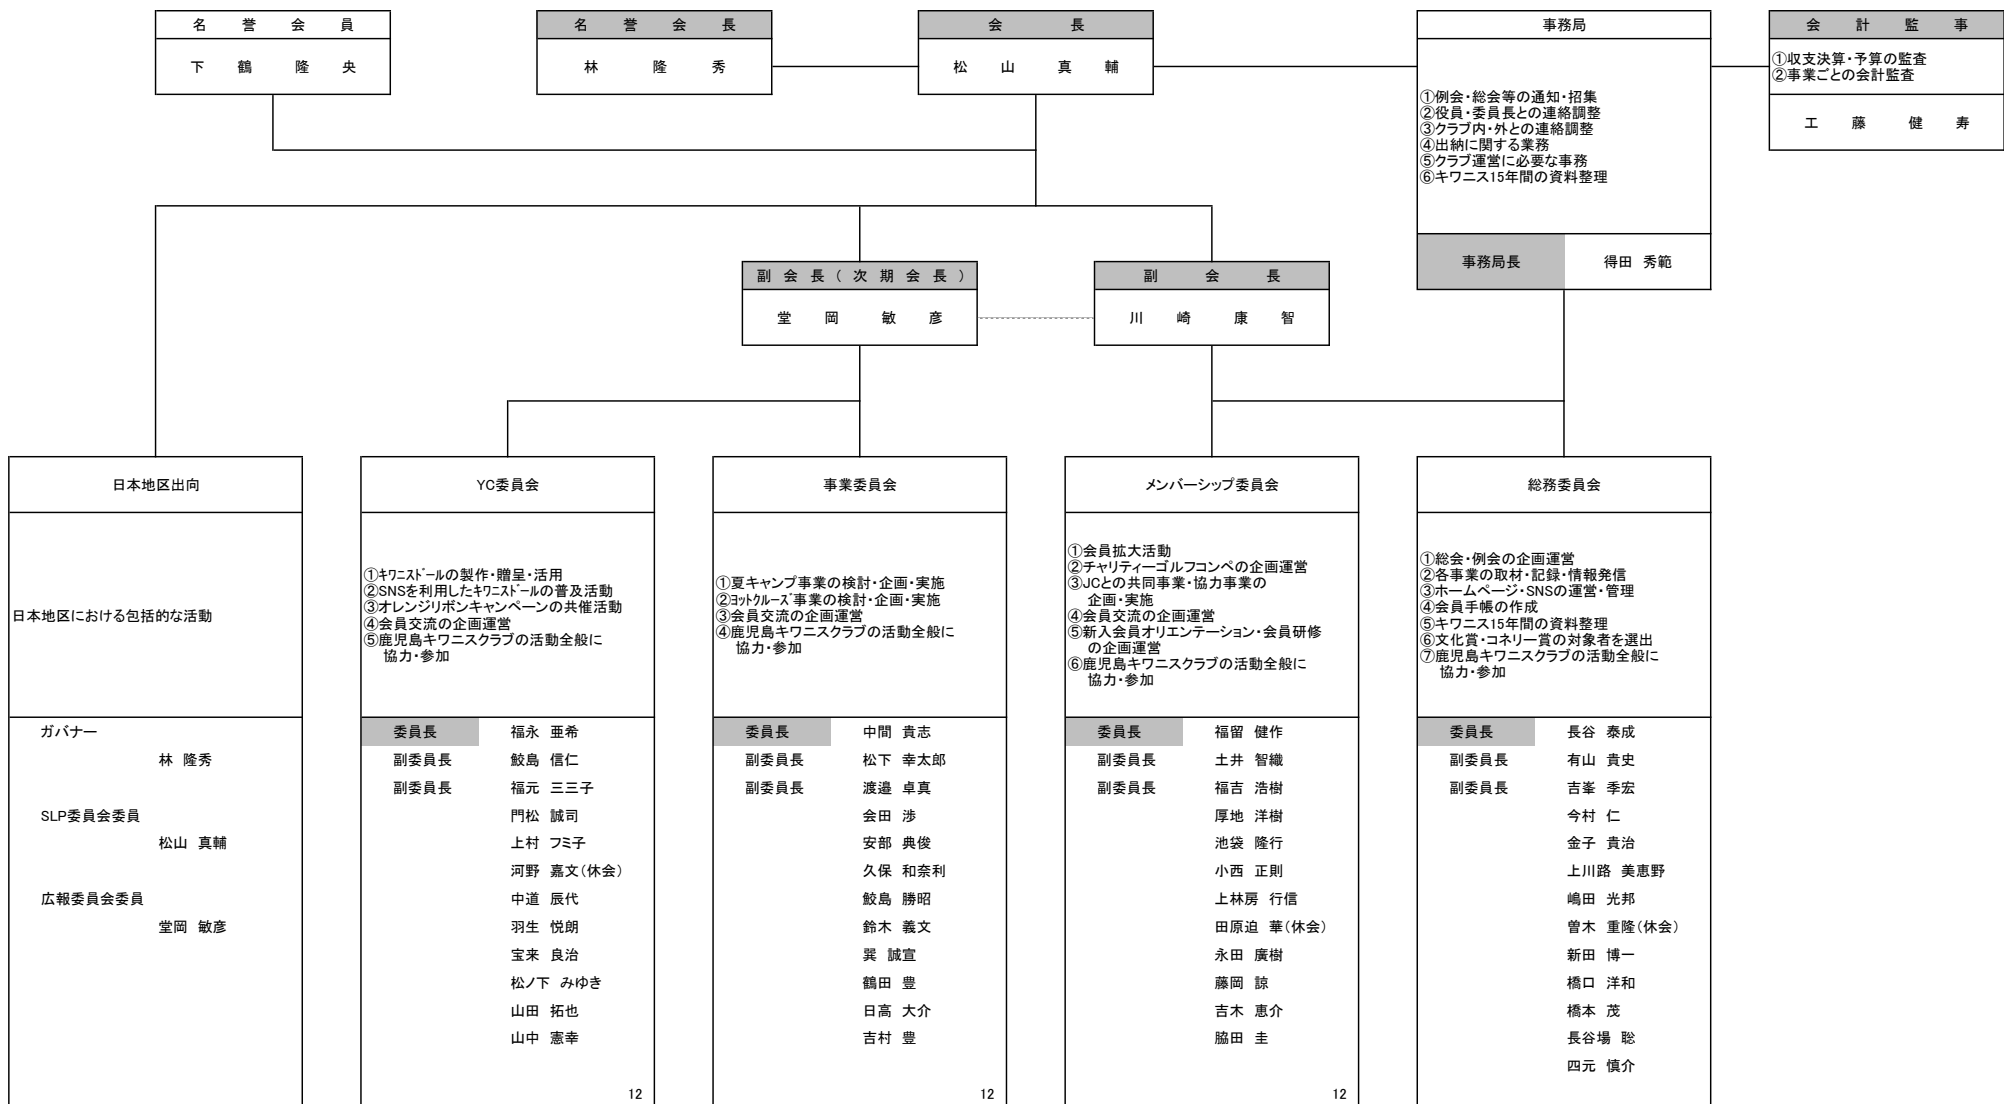 名誉会員
下鶴隆央
名誉会長
林隆秀
会長
松山真輔
事務局
①例会・総会等の通知・招集
②役員・委員長との連絡調整
③クラブ内・外との連絡調整
④出納に関する業務
⑤クラブ運営に必要な事務
⑥キワニス15年間の資料整理
事務局長 得田 秀範
会計監事
①収支決算・予算の監査
②事業ごとの会計監査
工藤健寿
副会長(次期会長)
堂岡敏彦
副会長
川崎康智
日本地区出向
日本地区における包括的な活動
ガバナー
林 隆秀
SLP委員会委員
松山 真輔
広報委員会委員
堂岡 敏彦
YC委員会
①ｷﾜﾆｽﾄﾞｰﾙの製作・贈呈・活用
②SNSを利用したｷﾜﾆｽﾄﾞｰﾙの普及活動
③オレンジリボンキャンペーンの共催活動
④会員交流の企画運営
⑤鹿児島キワニスクラブの活動全般に
協力・参加
委員長 福永 亜希
副委員長 鮫島 信仁
副委員長 福元 三三子
門松 誠司
上村 フミ子
河野 嘉文(休会)
中道 辰代
羽生 悦朗
宝来 良治
松ノ下 みゆき
山田 拓也
山中 憲幸
12
事業委員会
①夏キャンプ事業の検討・企画・実施
②ﾖｯﾄｸﾙｰｽﾞ事業の検討・企画・実施
③会員交流の企画運営
④鹿児島キワニスクラブの活動全般に
協力・参加
委員長 中間 貴志
副委員長 松下 幸太郎
副委員長 渡邉 卓真
会田 渉
安部 典俊
久保 和奈利
鮫島 勝昭
鈴木 義文
巽 誠宣
鶴田 豊
日高 大介
吉村 豊
12
メンバーシップ委員会
①会員拡大活動
②チャリティーゴルフコンペの企画運営
③JCとの共同事業・協力事業の
企画・実施
④会員交流の企画運営
⑤新入会員オリエンテーション・会員研修
の企画運営
⑥鹿児島キワニスクラブの活動全般に
協力・参加
委員長 福留 健作
副委員長 土井 智織
副委員長 福吉 浩樹
厚地 洋樹
池袋 隆行
小西 正則
上林房 行信
田原迫 華(休会)
永田 廣樹
藤岡 諒
吉木 恵介
脇田 圭
12
総務委員会
①総会・例会の企画運営
②各事業の取材・記録・情報発信
③ホームページ・SNSの運営・管理
④会員手帳の作成
⑤キワニス15年間の資料整理
⑥文化賞・コネリー賞の対象者を選出
⑦鹿児島キワニスクラブの活動全般に
協力・参加
委員長 長谷 泰成
副委員長 有山 貴史
副委員長 吉峯 季宏
今村 仁
金子 貴治
上川路 美恵野
嶋田 光邦
曽木 重隆(休会)
新田 博一
橋口 洋和
橋本 茂
長谷場 聡
四元 慎介